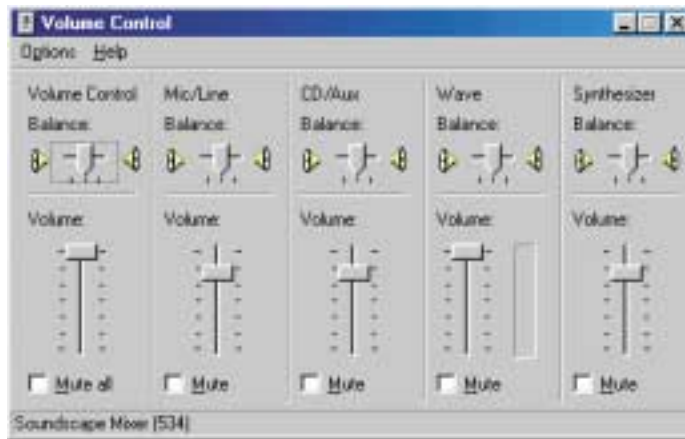 Volume Control
Options Help
Volume Control Mic/Line CD/Aux Wave Synthesizer
Balance: Balance: Balance: Balance: Balance:
Volume: Volume: Volume: Volume: Volume:
Mute all Mute Mute Mute Mute
Soundscape Mixer (534)